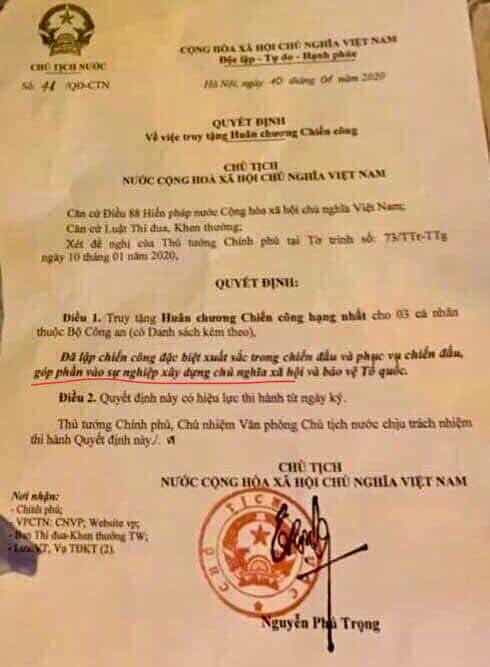 CỘNG HÒA XÃ HỘI CHỦ NGHĨA VIỆT NAM
Độc lập - Tự do - Hạnh phúc
CHỦ TỊCH NƯỚC
Số: 41 /QĐ-CTN
Hà Nội, ngày 10 tháng 01 năm 2020
QUYẾT ĐỊNH
Về việc truy tặng Huân chương Chiến công
CHỦ TỊCH
NƯỚC CỘNG HOÀ XÃ HỘI CHỦ NGHĨA VIỆT NAM
Căn cứ Điều 88 Hiến pháp nước Cộng hòa xã hội chủ nghĩa Việt Nam;
Căn cứ Luật Thi đua, Khen thưởng;
Xét đề nghị của Thủ tướng Chính phủ tại Tờ trình số: 73/TTr-TTg
ngày 10 tháng 01 năm 2020,
QUYẾT ĐỊNH:
Điều 1. Truy tặng Huân chương Chiến công hạng nhất cho 03 cá nhân
thuộc Bộ Công an (có Danh sách kèm theo),
Đã lập chiến công đặc biệt xuất sắc trong chiến đấu và phục vụ chiến đấu,
góp phần vào sự nghiệp xây dựng chủ nghĩa xã hội và bảo vệ Tổ quốc.
Điều 2. Quyết định này có hiệu lực thi hành từ ngày ký.
Thủ tướng Chính phủ, Chủ nhiệm Văn phòng Chủ tịch nước chịu trách nhiệm
thi hành Quyết định này./.
CHỦ TỊCH
NƯỚC CỘNG HÒA XÃ HỘI CHỦ NGHĨA VIỆT NAM
Nơi nhận:
- Chính phủ;
- VPCTN: CNVP; Website vp;
- Ban Thi đua-Khen thưởng TW;
- Lưu: VT, Vụ TĐKT (2).
Nguyễn Phú Trọng